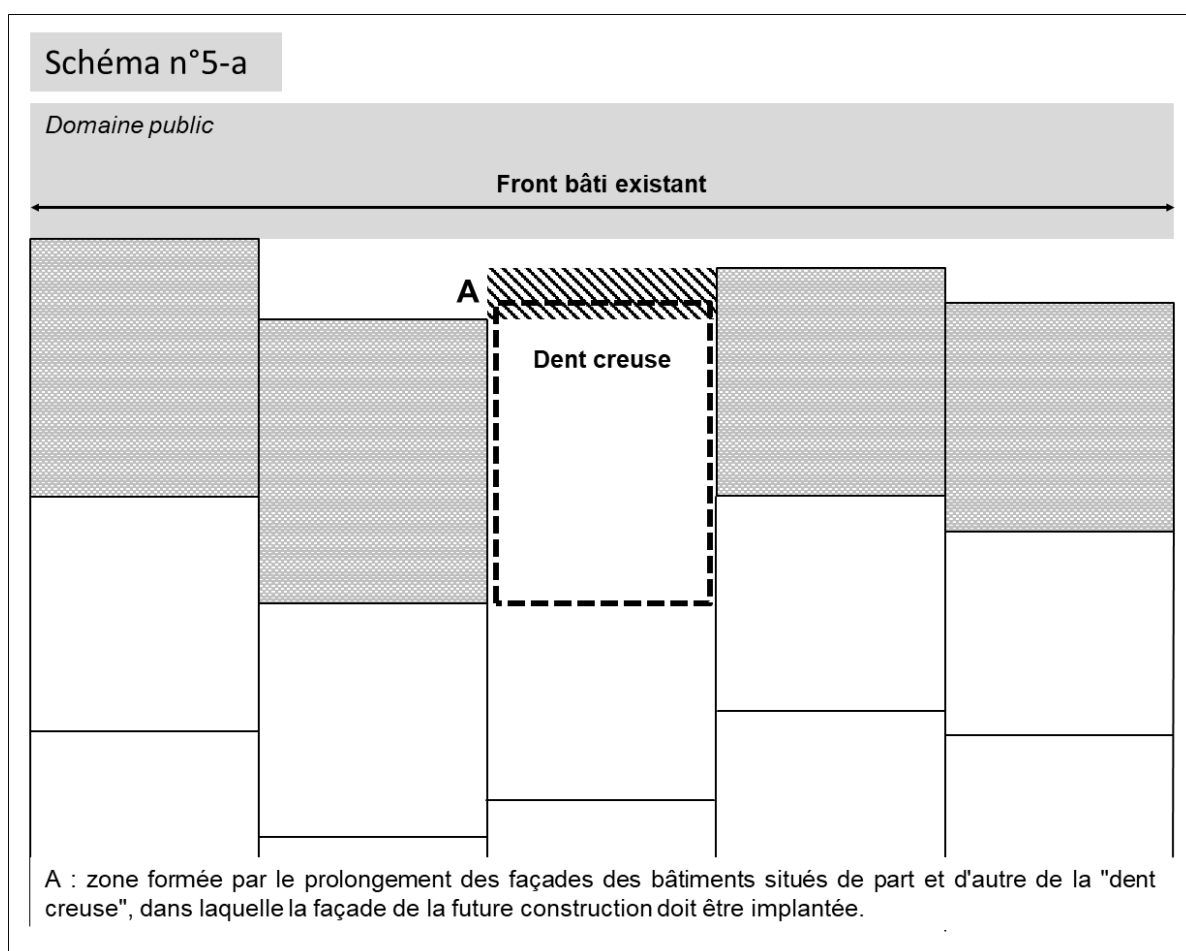 Schéma n°5-a
Domaine public
Front bâti existant
A
Dent creuse
A : zone formée par le prolongement des façades des bâtiments situés de part et d'autre de la "dent
creuse", dans laquelle la façade de la future construction doit être implantée.